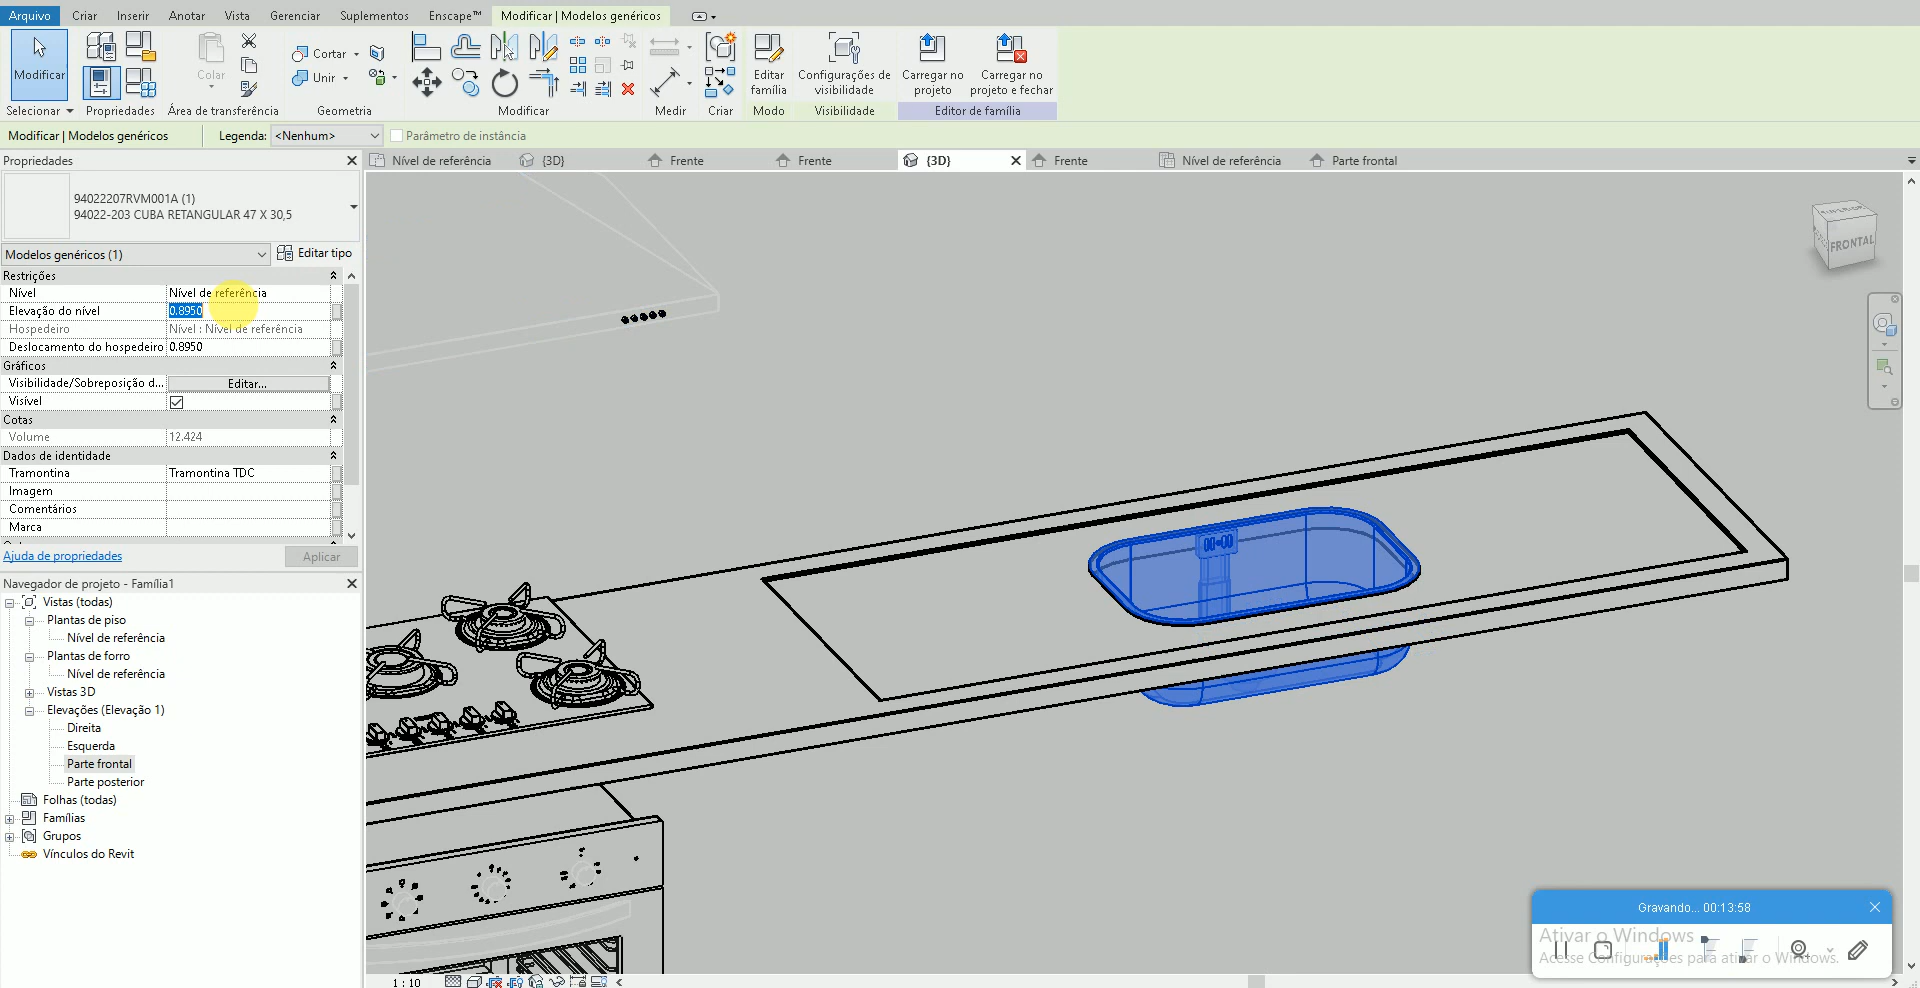 Arquivo Criar Inserir Anotar Vista Gerenciar Suplementos Enscape™ Modificar | Modelos genéricos
Modificar
Colar
Cortar
Unir
Editar família
Configurações de visibilidade
Carregar no projeto
Carregar no projeto e fechar
Selecionar Propriedades Área de transferência Geometria Modificar Medir Criar Modo Visibilidade Editor de família
Modificar | Modelos genéricos Legenda: <Nenhum> Parâmetro de instância
Propriedades
Nível de referência {3D} Frente Frente {3D} Frente Nível de referência Parte frontal
94022207RVM001A (1)
94022-203 CUBA RETANGULAR 47 X 30,5
Modelos genéricos (1) Editar tipo
Restrições
Nível Nível de referência
Elevação do nível 0.8950
Hospedeiro Nível : Nível de referência
Deslocamento do hospedeiro 0.8950
Gráficos
Visibilidade/Sobreposição d... Editar...
Visível
Cotas
Volume 12.424
Dados de identidade
Tramontina Tramontina TDC
Imagem
Comentários
Marca
Ajuda de propriedades Aplicar
Navegador de projeto - Família1
Vistas (todas)
Plantas de piso
Nível de referência
Plantas de forro
Nível de referência
Vistas 3D
Elevações (Elevação 1)
Direita
Esquerda
Parte frontal
Parte posterior
Folhas (todas)
Famílias
Grupos
Vínculos do Revit
FRONTAL
1 : 10
Gravando... 00:13:58
Ativar o Windows
Acesse Configurações para ativar o Windows.